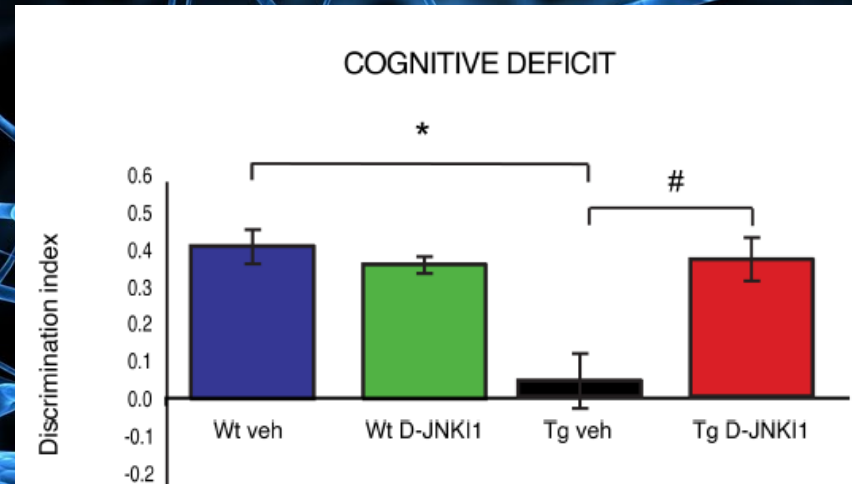 COGNITIVE DEFICIT
*
#
Discrimination index
0.6
0.5
0.4
0.3
0.2
0.1
0.0
-0.1
-0.2
Wt veh
Wt D-JNKI1
Tg veh
Tg D-JNKI1